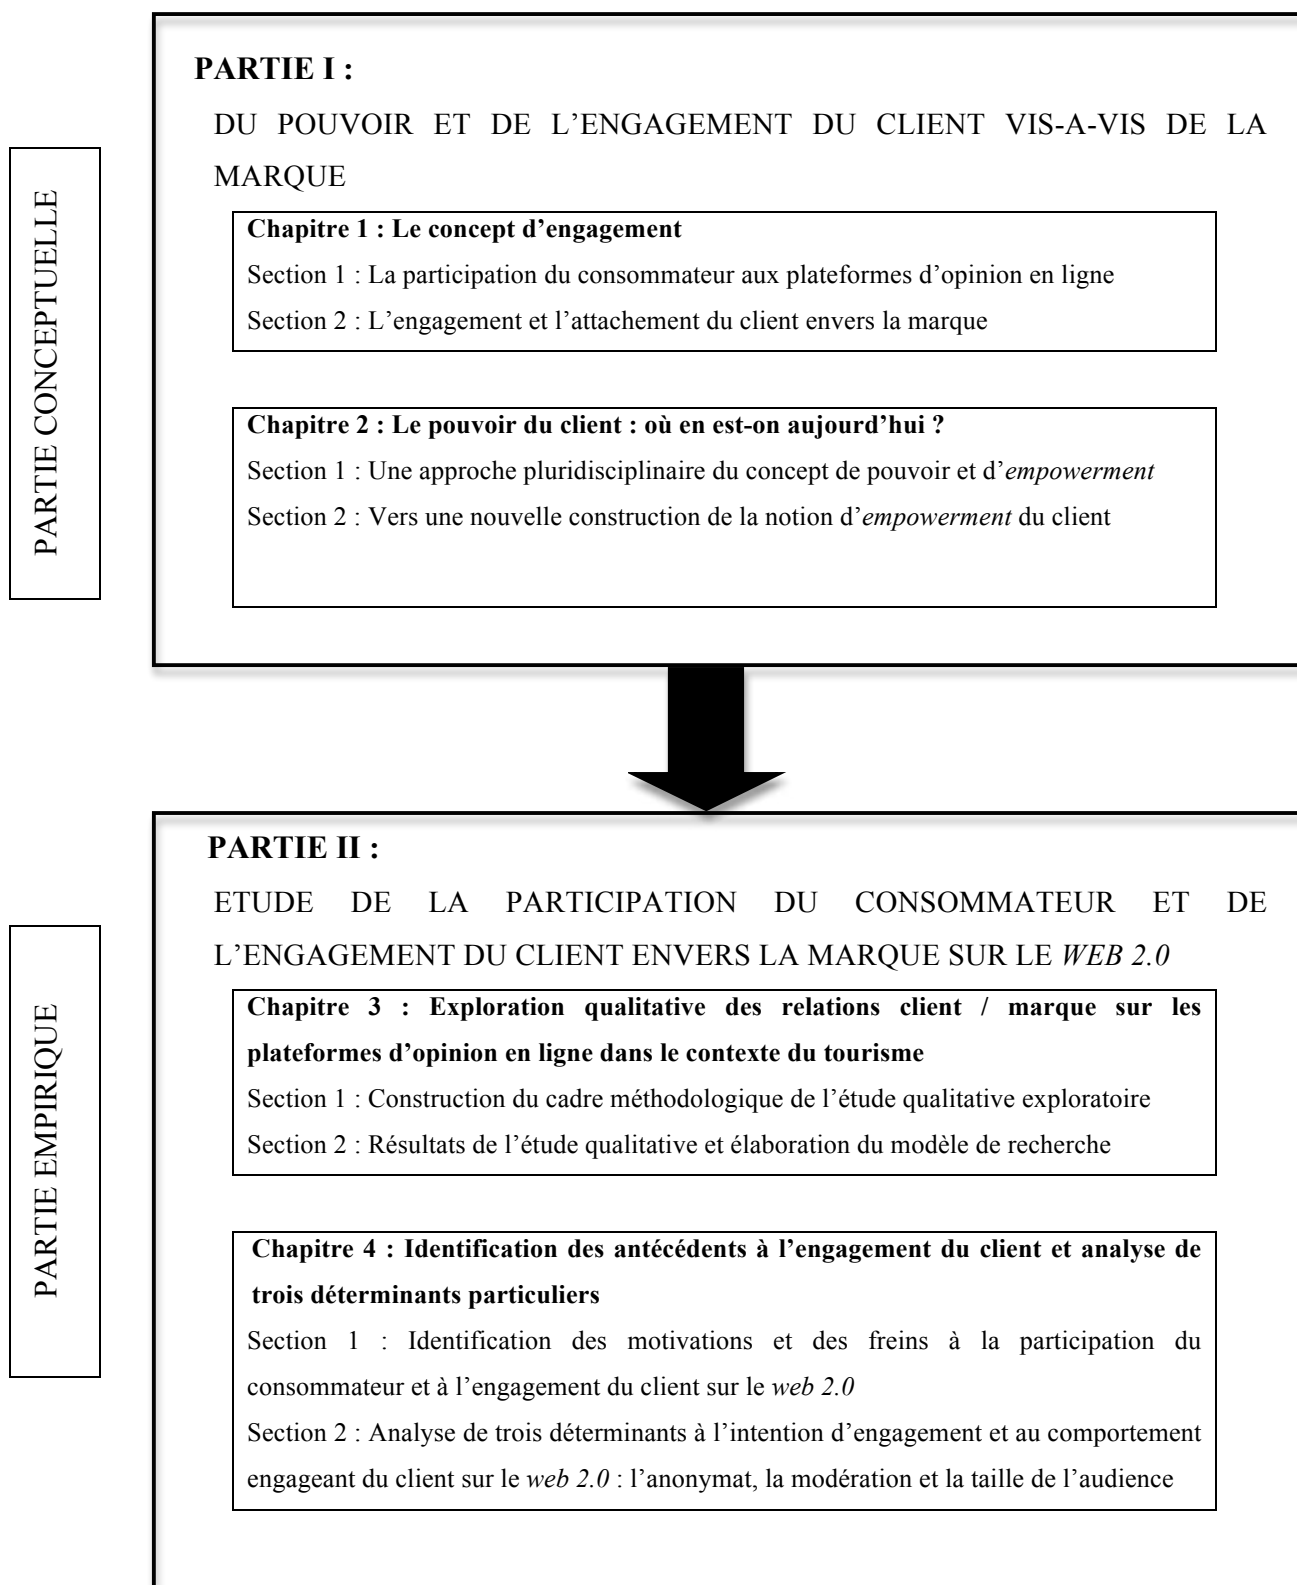 PARTIE I :
DU POUVOIR ET DE L’ENGAGEMENT DU CLIENT VIS-A-VIS DE LA
MARQUE
PARTIE CONCEPTUELLE
Chapitre 1 : Le concept d’engagement
Section 1 : La participation du consommateur aux plateformes d’opinion en ligne
Section 2 : L’engagement et l’attachement du client envers la marque
Chapitre 2 : Le pouvoir du client : où en est-on aujourd’hui ?
Section 1 : Une approche pluridisciplinaire du concept de pouvoir et d’empowerment
Section 2 : Vers une nouvelle construction de la notion d’empowerment du client
PARTIE II :
ETUDE DE LA PARTICIPATION DU CONSOMMATEUR ET DE
L’ENGAGEMENT DU CLIENT ENVERS LA MARQUE SUR LE WEB 2.0
PARTIE EMPIRIQUE
Chapitre 3 : Exploration qualitative des relations client / marque sur les
plateformes d’opinion en ligne dans le contexte du tourisme
Section 1 : Construction du cadre méthodologique de l’étude qualitative exploratoire
Section 2 : Résultats de l’étude qualitative et élaboration du modèle de recherche
Chapitre 4 : Identification des antécédents à l’engagement du client et analyse de
trois déterminants particuliers
Section 1 : Identification des motivations et des freins à la participation du
consommateur et à l’engagement du client sur le web 2.0
Section 2 : Analyse de trois déterminants à l’intention d’engagement et au comportement
engageant du client sur le web 2.0 : l’anonymat, la modération et la taille de l’audience